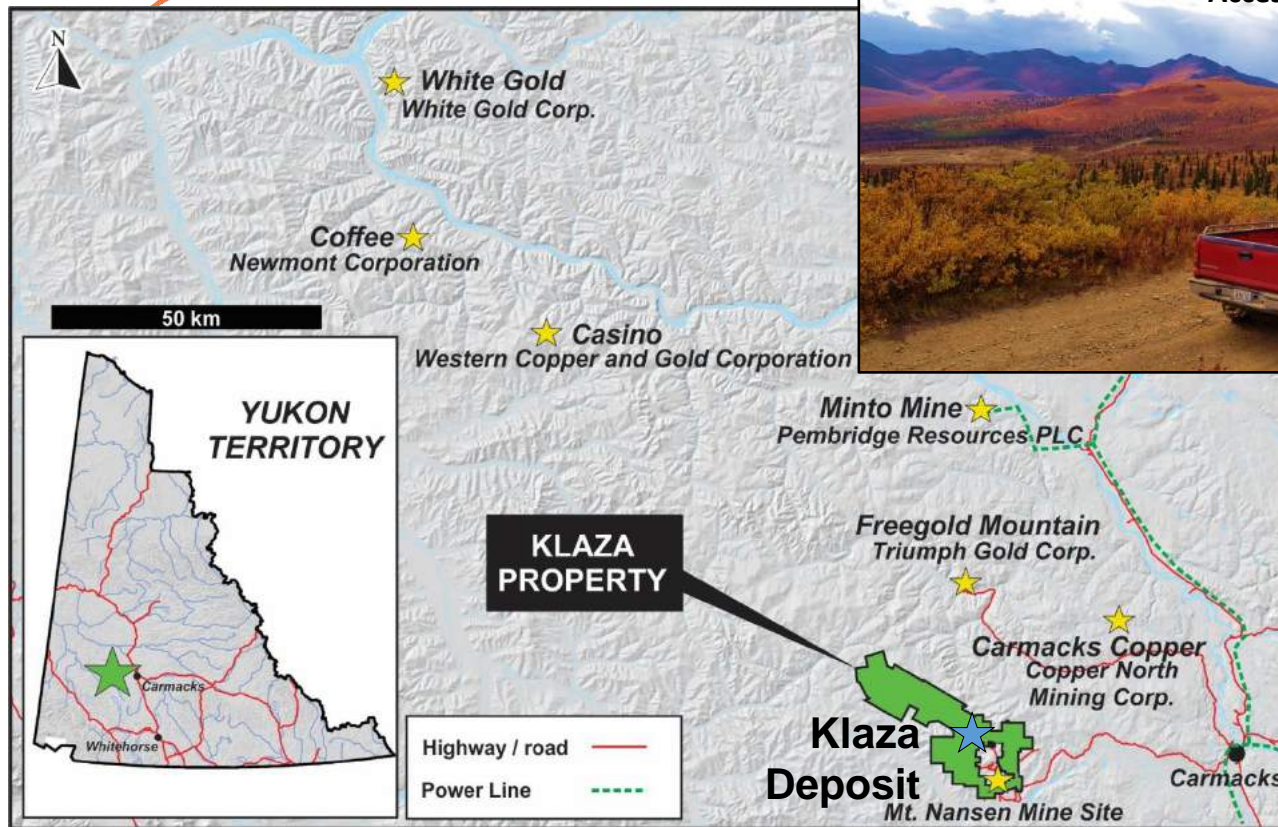 N
White Gold
White Gold Corp.
Coffee
Newmont Corporation
50 km
Casino
Western Copper and Gold Corporation
Minto Mine
Pembridge Resources PLC
YUKON
TERRITORY
Carmacks
Whitehorse
KLAZA
PROPERTY
Freegold Mountain
Triumph Gold Corp.
Carmacks Copper
Copper North
Mining Corp.
Highway / road
Power Line
Klaza
Deposit
Mt. Nansen Mine Site
Carmacks